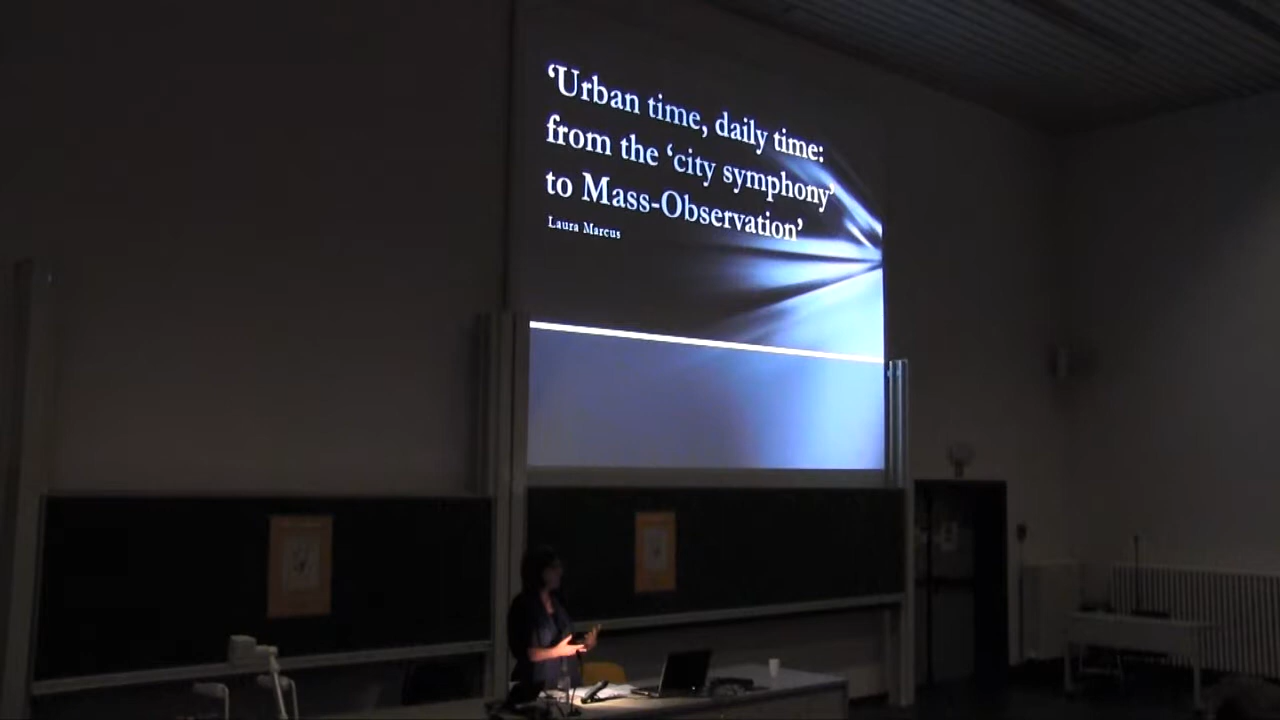 ‘Urban time, daily time:
from the ‘city symphony’
to Mass-Observation’
Laura Marcus